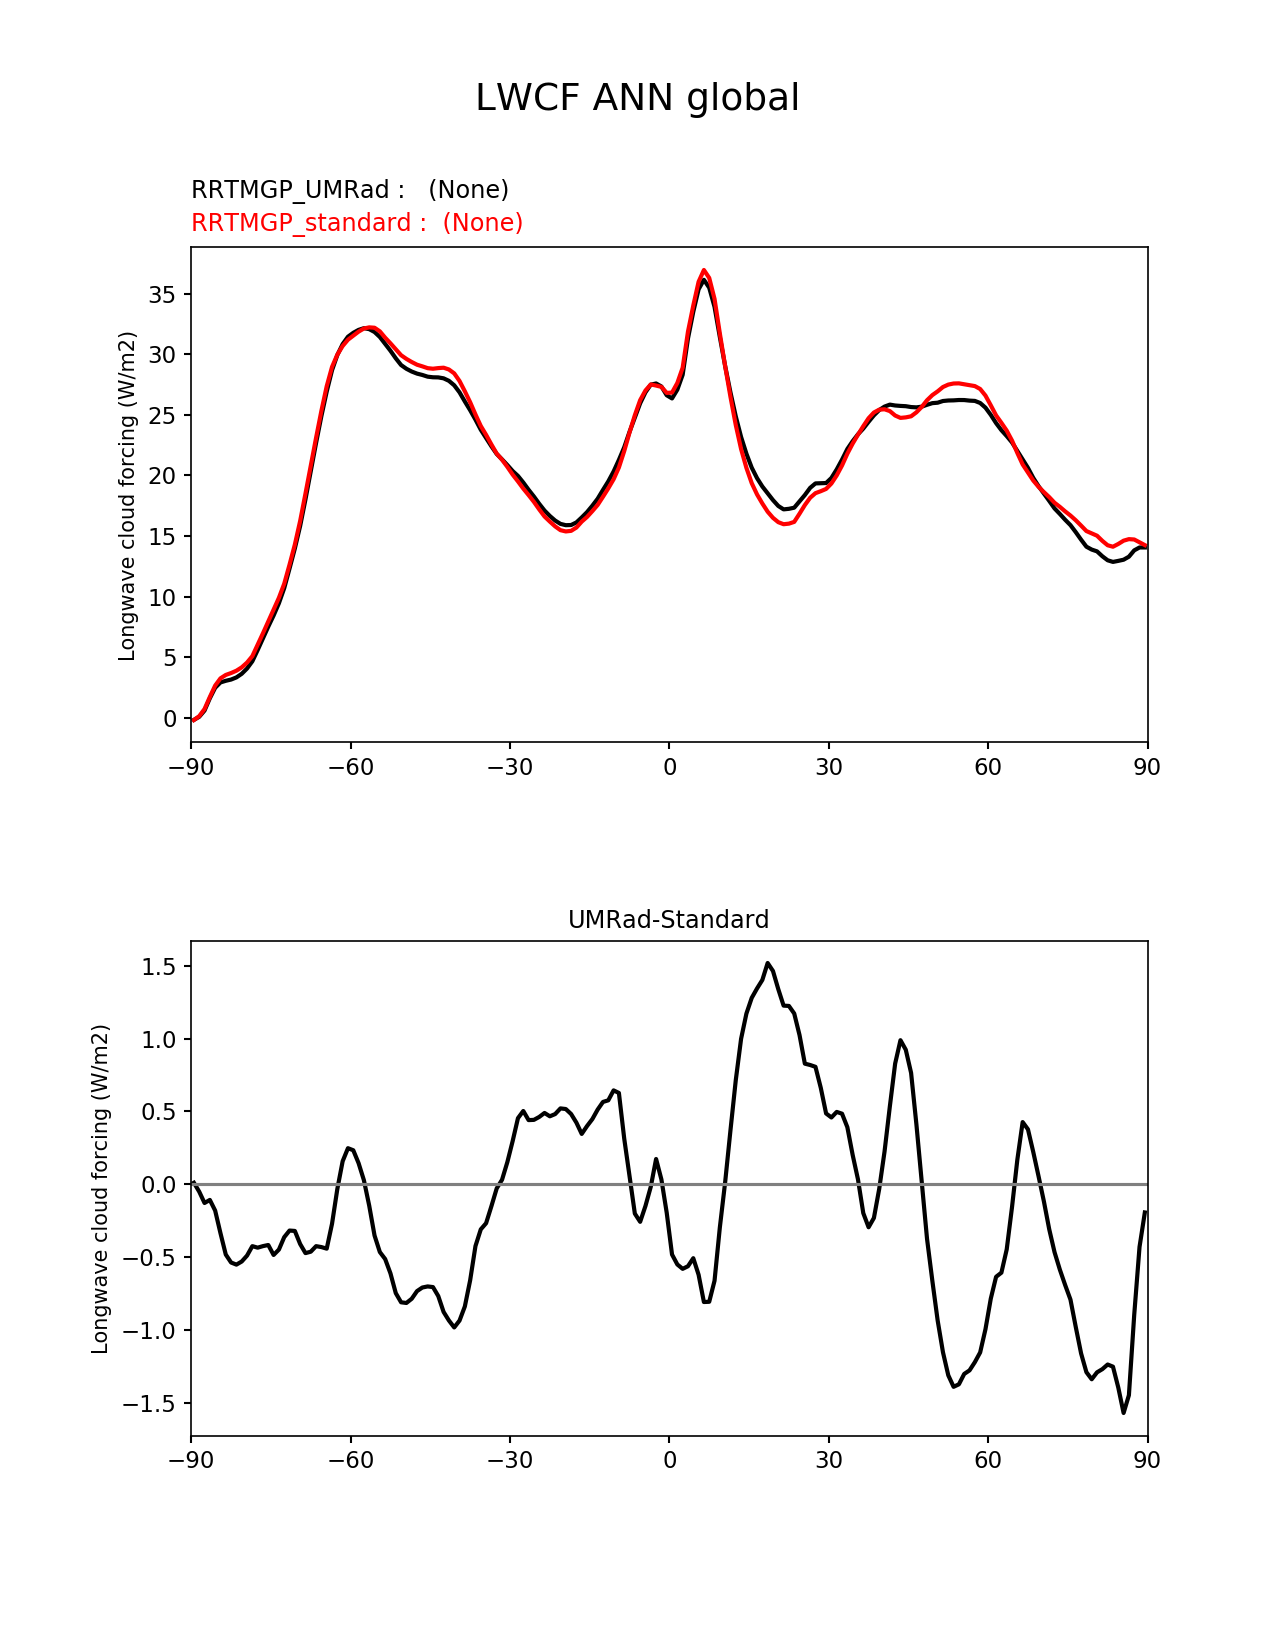 LWCF ANN global
RRTMGP_UMRad :   (None)
RRTMGP_standard :  (None)
Longwave cloud forcing (W/m2)
35
30
25
20
15
10
5
0
−90 −60 −30 0 30 60 90
UMRad-Standard
Longwave cloud forcing (W/m2)
1.5
1.0
0.5
0.0
−0.5
−1.0
−1.5
−90 −60 −30 0 30 60 90